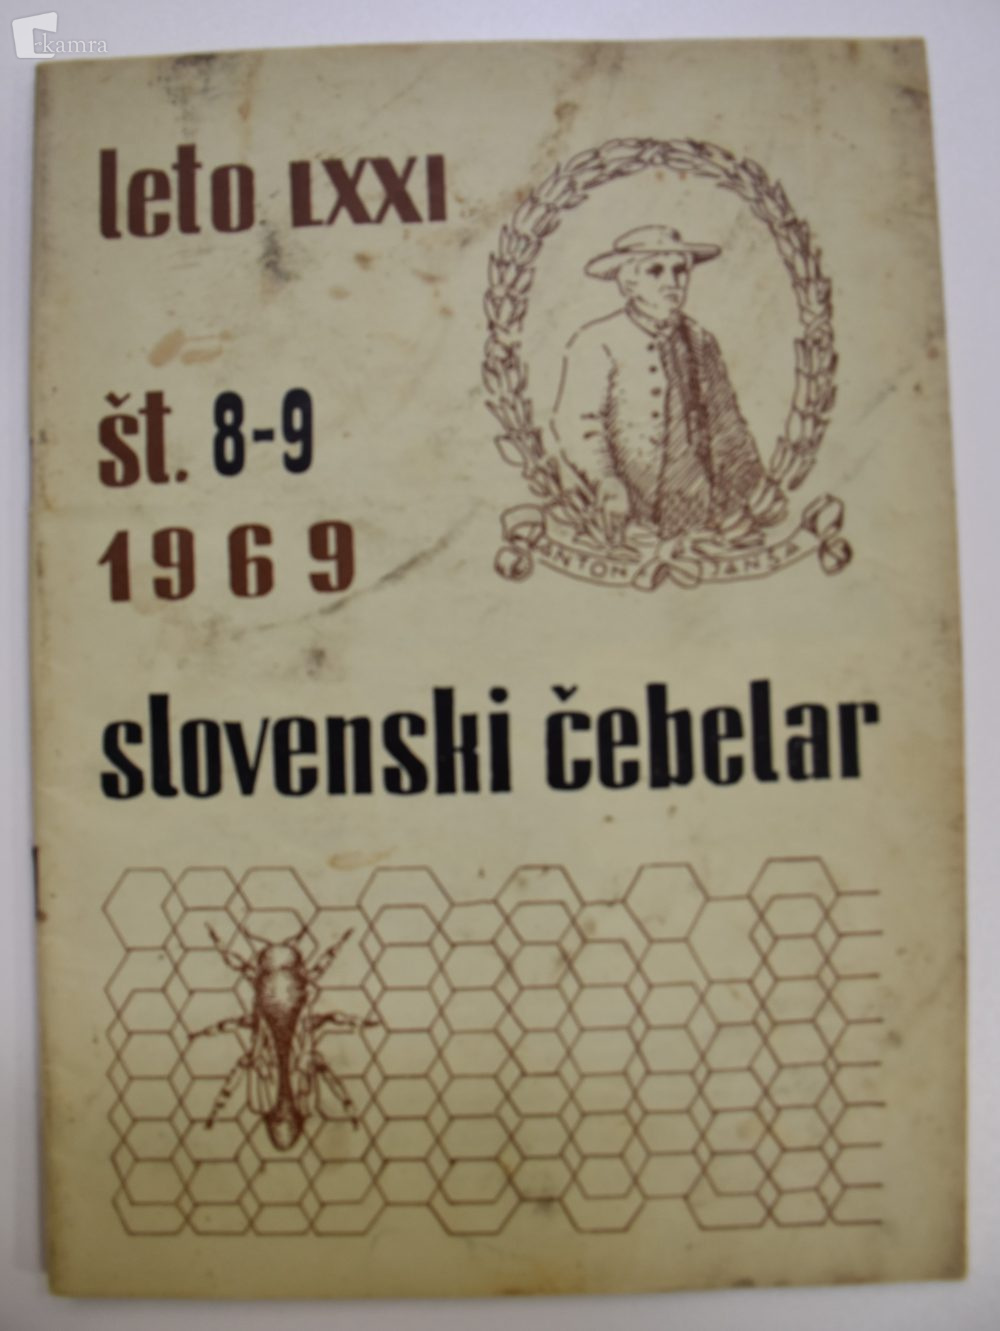 kamra
leto LXXI
št. 8-9
1969
ANTON JANŠA
slovenski čebelar